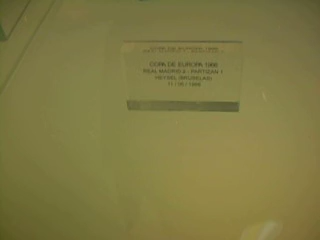 COPA DE EUROPA 1966
REAL MADRID 2 - PARTIZAN 1
HEYSEL (BRUSELAS)
11 / 05 / 1966